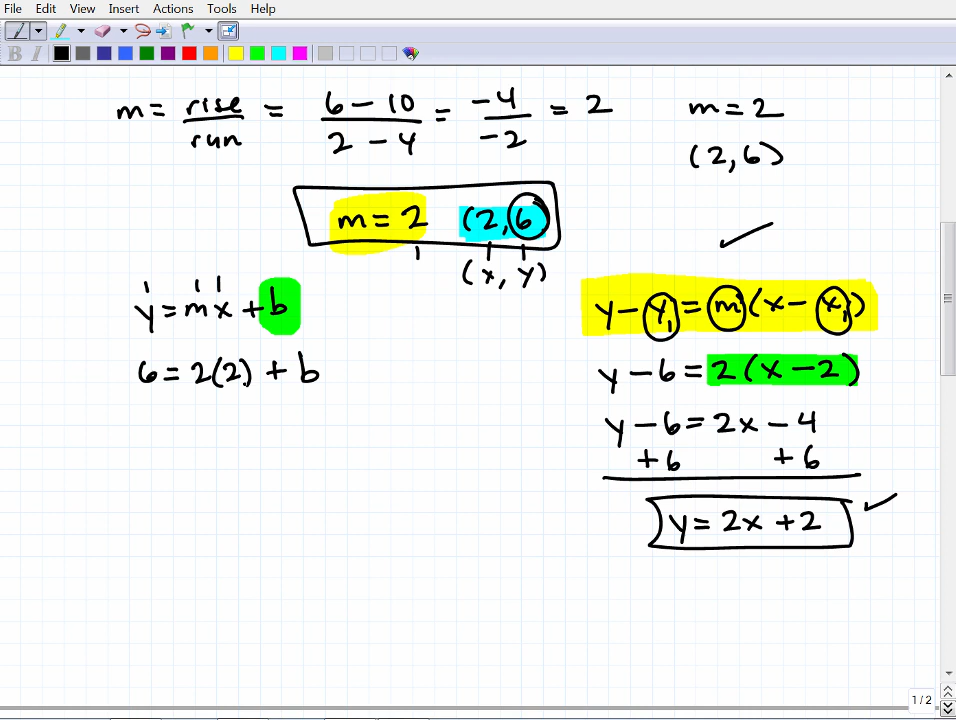 File Edit View Insert Actions Tools Help
B I
m = rise/run = (6 - 10)/(2 - 4) = -4/-2 = 2
m = 2
(2, 6)
m = 2 (2, 6)
1 (x, y)
y = mx + b
6 = 2(2) + b
y - y₁ = m(x - x₁)
y - 6 = 2(x - 2)
y - 6 = 2x - 4
+6 +6
y = 2x + 2
1 / 2